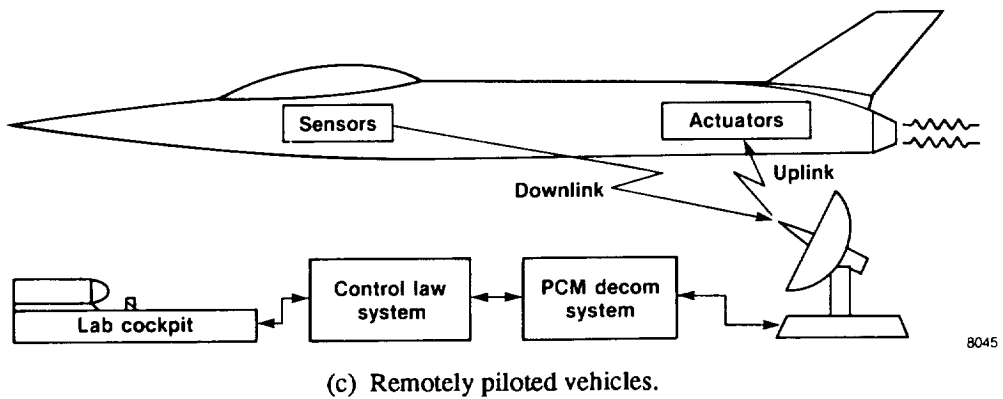 Sensors
Actuators
Downlink
Uplink
Lab cockpit
Control law
system
PCM decom
system
8045
(c) Remotely piloted vehicles.